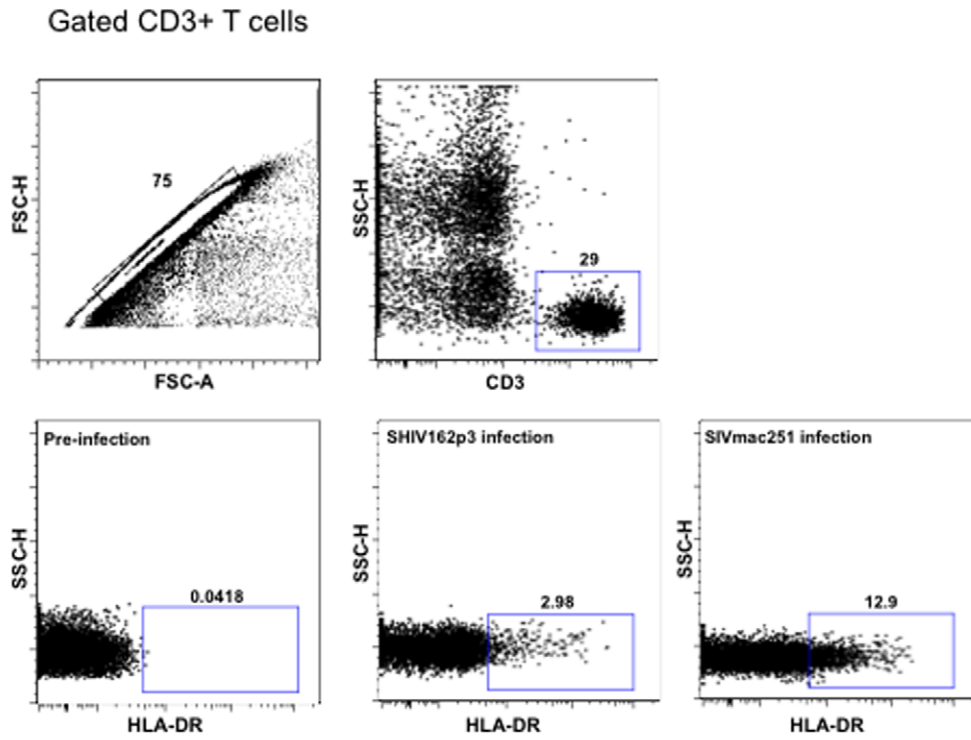 Gated CD3+ T cells
75
FSC-H
FSC-A
29
SSC-H
CD3
Pre-infection
0.0418
SSC-H
HLA-DR
SHIV162p3 infection
2.98
SSC-H
HLA-DR
SIVmac251 infection
12.9
SSC-H
HLA-DR